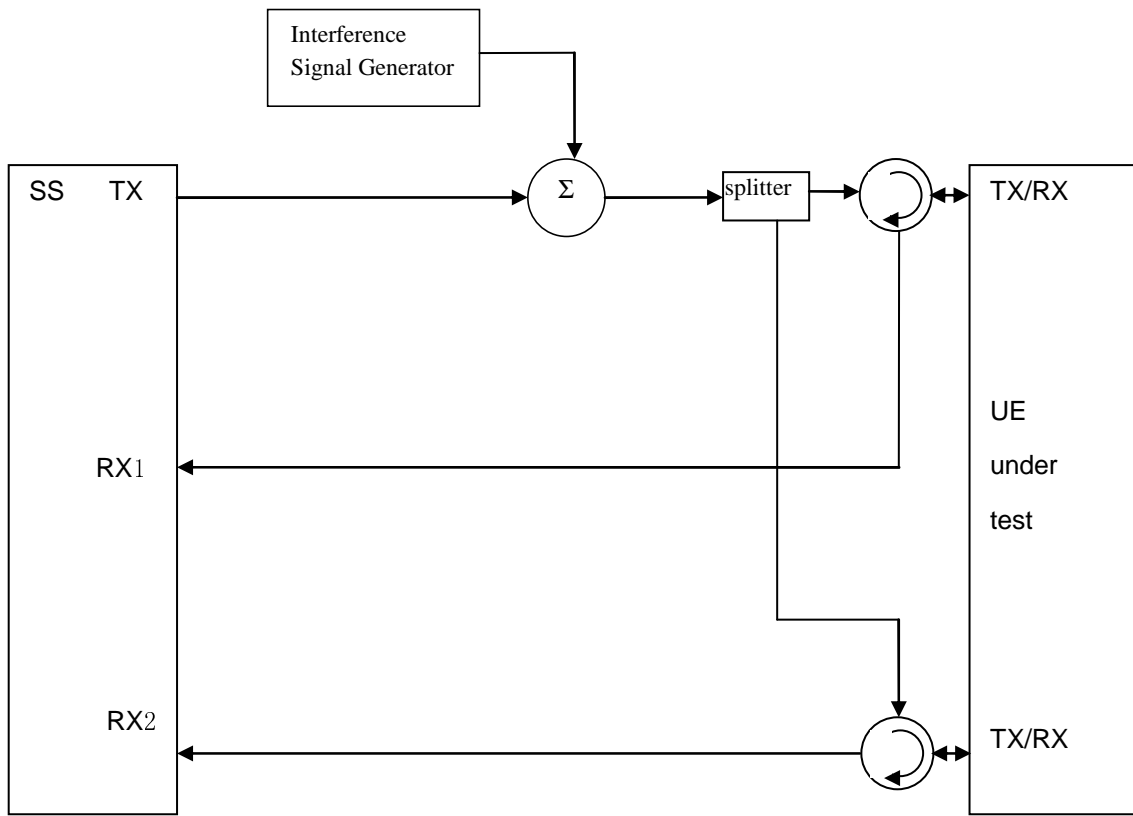 Interference
Signal Generator
SS TX
Σ
splitter
TX/RX
UE
under
test
RX1
RX2
TX/RX